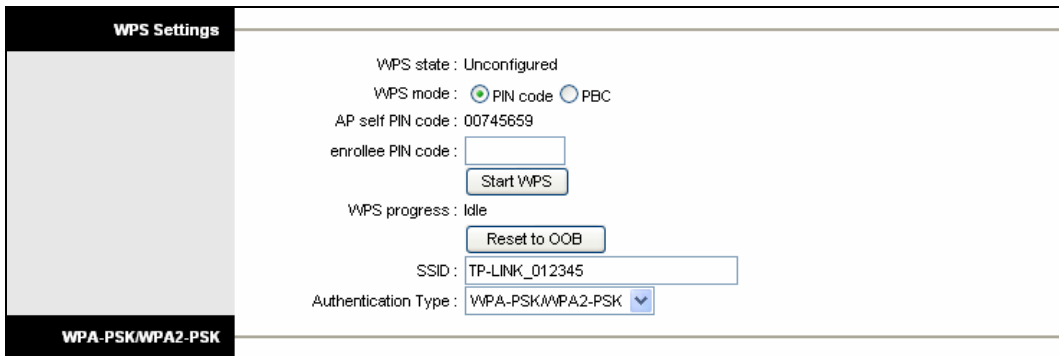 WPS Settings
WPS state : Unconfigured
WPS mode : PIN code PBC
AP self PIN code : 00745659
enrollee PIN code :
Start WPS
WPS progress : Idle
Reset to OOB
SSID : TP-LINK_012345
Authentication Type : WPA-PSK/WPA2-PSK
WPA-PSK/WPA2-PSK